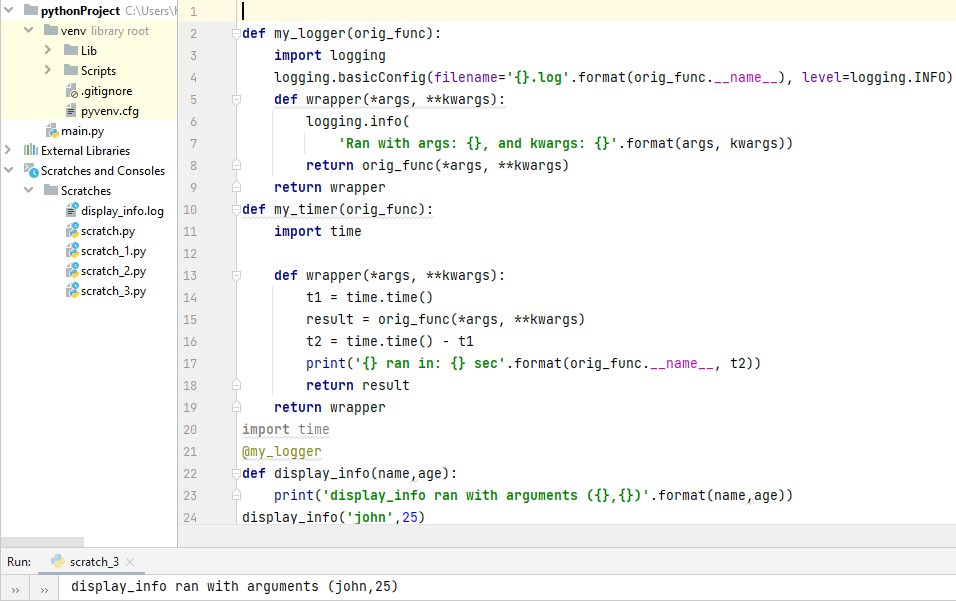 pythonProject C:\Users\
venv library root
Lib
Scripts
.gitignore
pyvenv.cfg
main.py
External Libraries
Scratches and Consoles
Scratches
display_info.log
scratch.py
scratch_1.py
scratch_2.py
scratch_3.py
1
2 def my_logger(orig_func):
3     import logging
4     logging.basicConfig(filename='{}.log'.format(orig_func.__name__), level=logging.INFO)
5     def wrapper(*args, **kwargs):
6         logging.info(
7             'Ran with args: {}, and kwargs: {}'.format(args, kwargs))
8         return orig_func(*args, **kwargs)
9     return wrapper
10 def my_timer(orig_func):
11     import time
12
13     def wrapper(*args, **kwargs):
14         t1 = time.time()
15         result = orig_func(*args, **kwargs)
16         t2 = time.time() - t1
17         print('{} ran in: {} sec'.format(orig_func.__name__, t2))
18         return result
19     return wrapper
20 import time
21 @my_logger
22 def display_info(name,age):
23     print('display_info ran with arguments ({},{})'.format(name,age))
24 display_info('john',25)
Run: scratch_3
display_info ran with arguments (john,25)